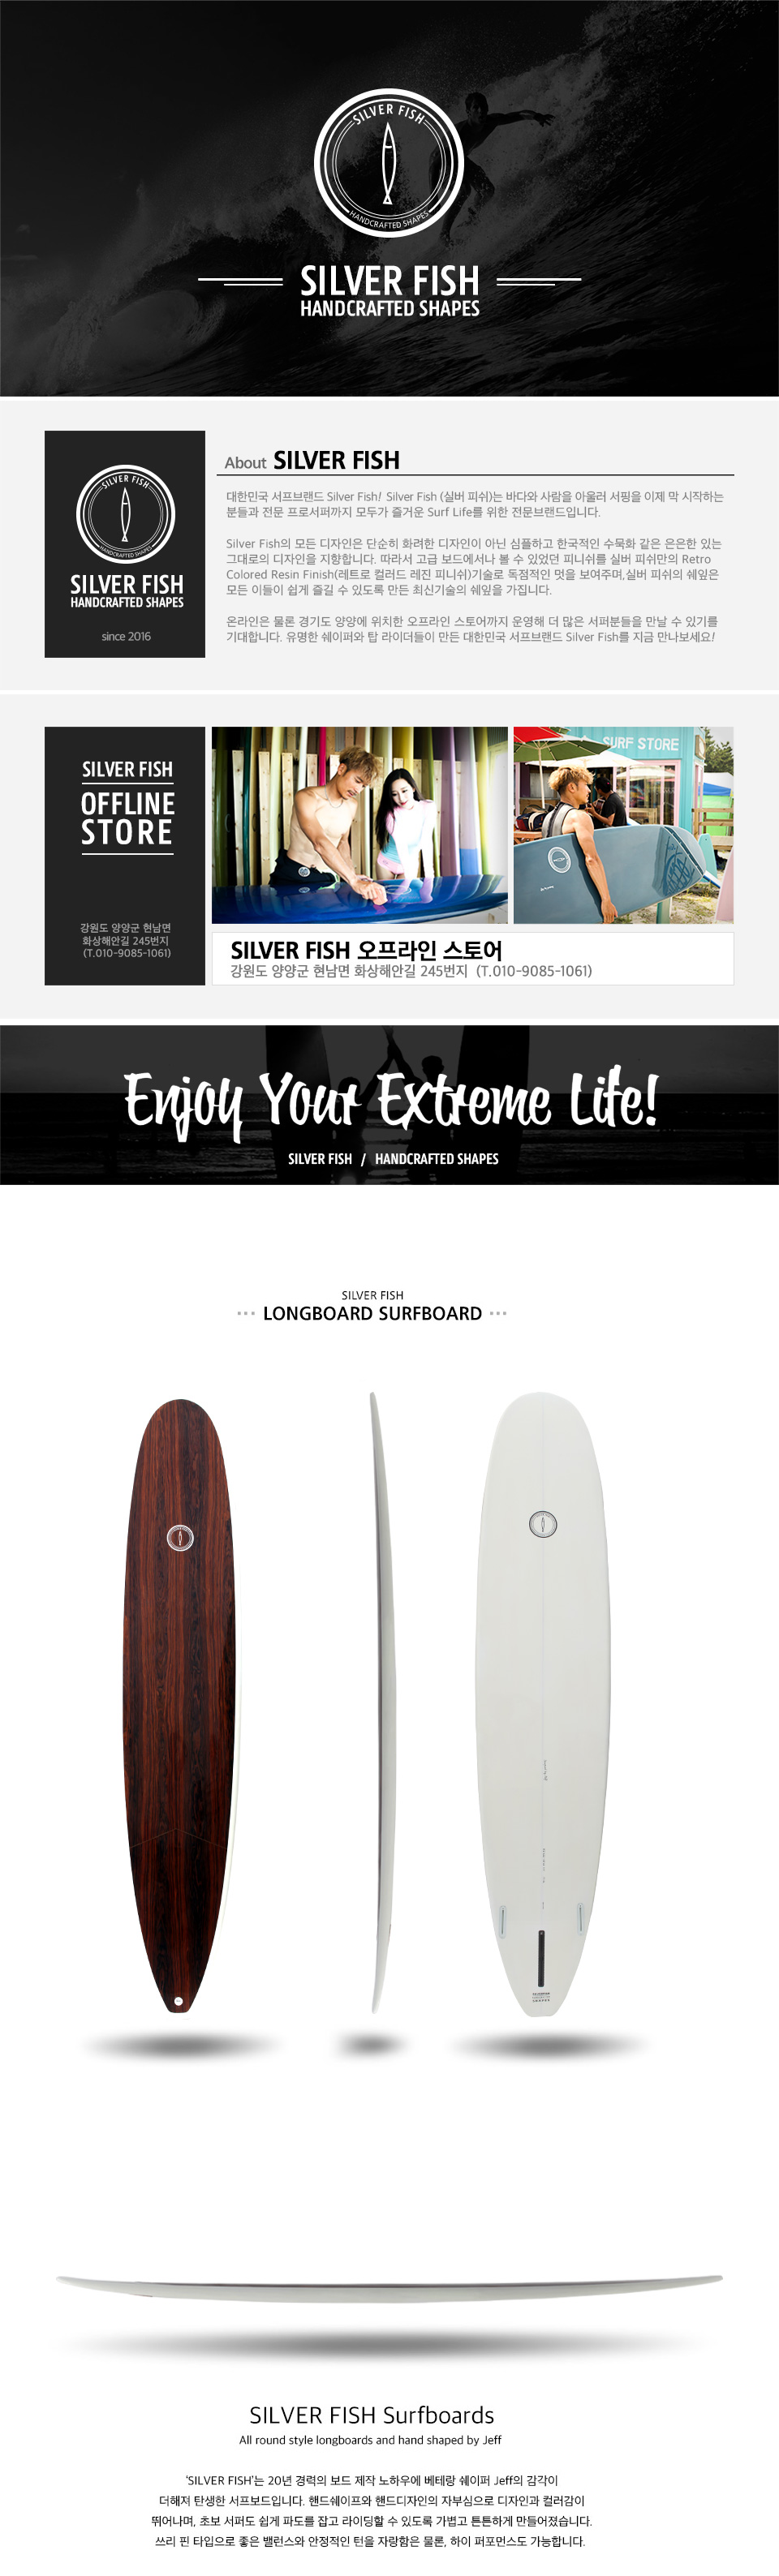 SILVER FISH
HANDCRAFTED SHAPES
SILVER FISH
HANDCRAFTED SHAPES
SILVER FISH
HANDCRAFTED SHAPES
SILVER FISH
HANDCRAFTED SHAPES
since 2016
About SILVER FISH
대한민국 서프브랜드 Silver Fish! Silver Fish (실버 피쉬)는 바다와 사람을 아울러 서핑을 이제 막 시작하는
분들과 전문 프로서퍼까지 모두가 즐거운 Surf Life를 위한 전문브랜드입니다.
Silver Fish의 모든 디자인은 단순히 화려한 디자인이 아닌 심플하고 한국적인 수묵화 같은 은은한 있는
그대로의 디자인을 지향합니다. 따라서 고급 보드에서나 볼 수 있었던 피니쉬를 실버 피쉬만의 Retro
Colored Resin Finish(레트로 컬러드 레진 피니쉬)기술로 독점적인 멋을 보여주며,실버 피쉬의 쉐잎은
모든 이들이 쉽게 즐길 수 있도록 만든 최신기술의 쉐잎을 가집니다.
온라인은 물론 경기도 양양에 위치한 오프라인 스토어까지 운영해 더 많은 서퍼분들을 만날 수 있기를
기대합니다. 유명한 쉐이퍼와 탑 라이더들이 만든 대한민국 서프브랜드 Silver Fish를 지금 만나보세요!
SILVER FISH
OFFLINE
STORE
강원도 양양군 현남면
화상해안길 245번지
(T.010-9085-1061)
SURF STORE
SILVER FISH 오프라인 스토어
강원도 양양군 현남면 화상해안길 245번지 (T.010-9085-1061)
Enjoy Your Extreme Life!
SILVER FISH / HANDCRAFTED SHAPES
SILVER FISH
··· LONGBOARD SURFBOARD ···
SILVER FISH Surfboards
All round style longboards and hand shaped by Jeff
'SILVER FISH'는 20년 경력의 보드 제작 노하우에 베테랑 쉐이퍼 Jeff의 감각이
더해져 탄생한 서프보드입니다. 핸드쉐이프와 핸드디자인의 자부심으로 디자인과 컬러감이
뛰어나며, 초보 서퍼도 쉽게 파도를 잡고 라이딩할 수 있도록 가볍고 튼튼하게 만들어졌습니다.
쓰리 핀 타입으로 좋은 밸런스와 안정적인 턴을 자랑함은 물론, 하이 퍼포먼스도 가능합니다.